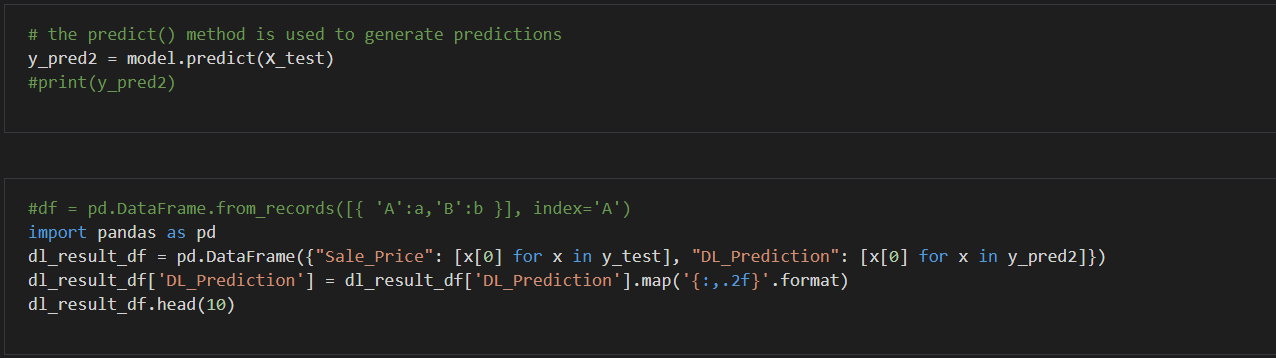 # the predict() method is used to generate predictions
y_pred2 = model.predict(X_test)
#print(y_pred2)
#df = pd.DataFrame.from_records([{ 'A':a,'B':b }], index='A')
import pandas as pd
dl_result_df = pd.DataFrame({"Sale_Price": [x[0] for x in y_test], "DL_Prediction": [x[0] for x in y_pred2]})
dl_result_df['DL_Prediction'] = dl_result_df['DL_Prediction'].map('{:,.2f}'.format)
dl_result_df.head(10)